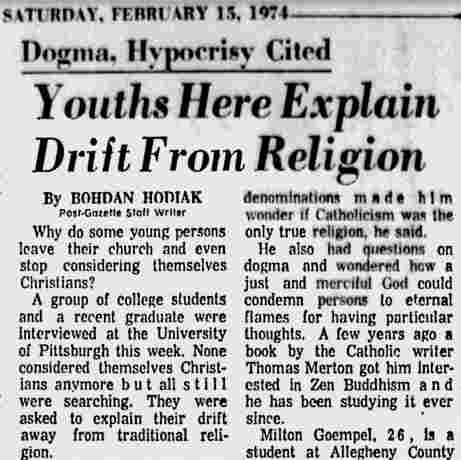 SATURDAY, FEBRUARY 15, 1974
Dogma, Hypocrisy Cited
Youths Here Explain
Drift From Religion
By BOHDAN HODIAK
Post-Gazette Staff Writer
Why do some young persons
leave their church and even
stop considering themselves
Christians?
A group of college students
and a recent graduate were
interviewed at the University
of Pittsburgh this week. None
considered themselves Christ-
ians anymore but all still
were searching. They were
asked to explain their drift
away from traditional reli-
gion.
denominations made him
wonder if Catholicism was the
only true religion, he said.
He also had questions on
dogma and wondered how a
just and merciful God could
condemn persons to eternal
flames for having particular
thoughts. A few years ago a
book by the Catholic writer
Thomas Merton got him inter-
ested in Zen Buddhism and
he has been studying it ever
since.
Milton Goempel, 26, is a
student at Allegheny County